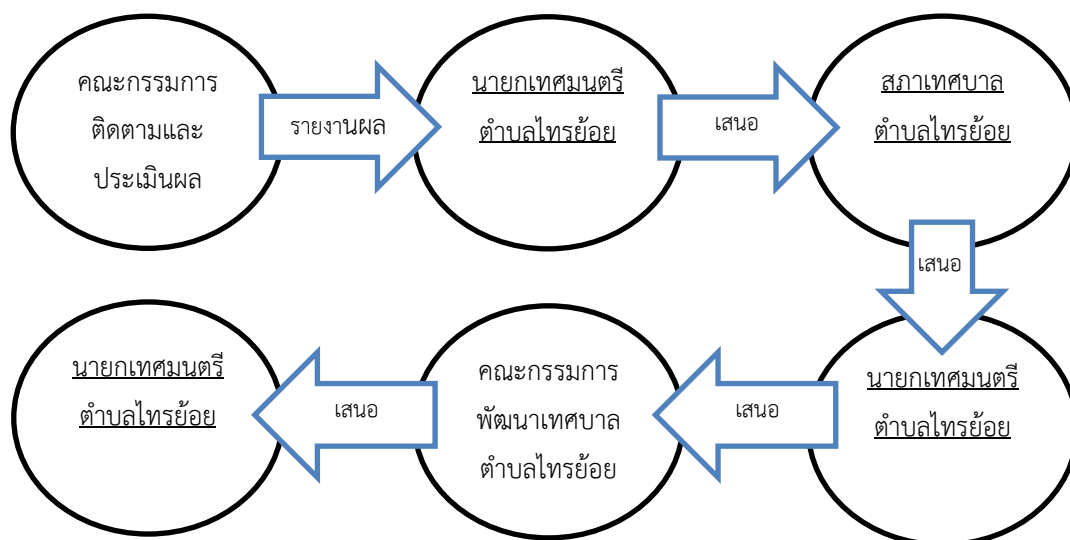 คณะกรรมการ
ติดตามและ
ประเมินผล
รายงานผล
นายกเทศมนตรี
ตำบลไทรย้อย
เสนอ
สภาเทศบาล
ตำบลไทรย้อย
เสนอ
นายกเทศมนตรี
ตำบลไทรย้อย
เสนอ
คณะกรรมการ
พัฒนาเทศบาล
ตำบลไทรย้อย
เสนอ
นายกเทศมนตรี
ตำบลไทรย้อย